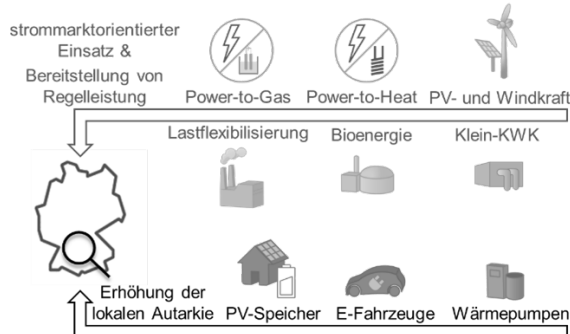 strommarktorientierter
Einsatz &
Bereitstellung von
Regelleistung
Power-to-Gas
Power-to-Heat
PV- und Windkraft
Lastflexibilisierung
Bioenergie
Klein-KWK
Erhöhung der
lokalen Autarkie
PV-Speicher
E-Fahrzeuge
Wärmepumpen